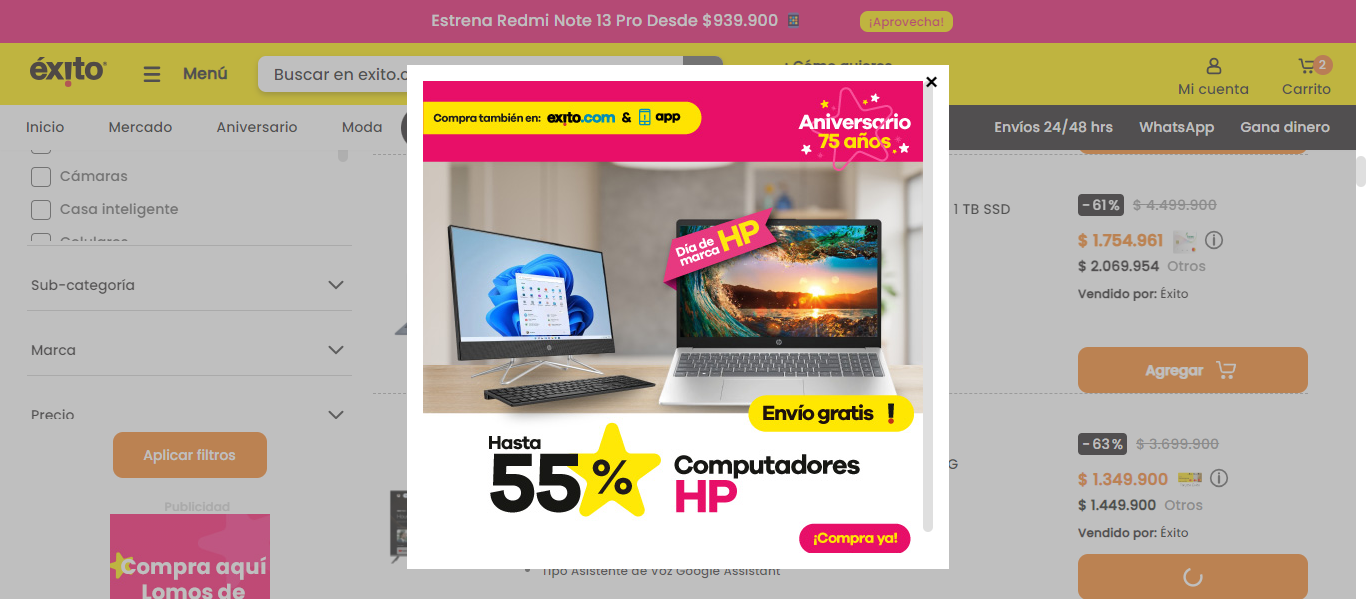 Estrena Redmi Note 13 Pro Desde $939.900
¡Aprovecha!
éxito
Menú
Buscar en exito.c
¿Cómo quieres
Mi cuenta
2
Carrito
Inicio
Mercado
Aniversario
Moda
Envíos 24/48 hrs
WhatsApp
Gana dinero
Cámaras
Casa inteligente
Celulares
Sub-categoría
Marca
Precio
Aplicar filtros
Publicidad
Compra aquí
Lomos de
Compra también en: exito.com & app
Aniversario
75 años
Día de
marca HP
Envío gratis !
Hasta
55%
Computadores
HP
¡Compra ya!
1 TB SSD
-61% $ 4.499.900
$ 1.754.961
$ 2.069.954 Otros
Vendido por: Éxito
Agregar
G
-63% $ 3.699.900
$ 1.349.900
$ 1.449.900 Otros
Vendido por: Éxito
Tipo Asistente de Voz Google Assistant